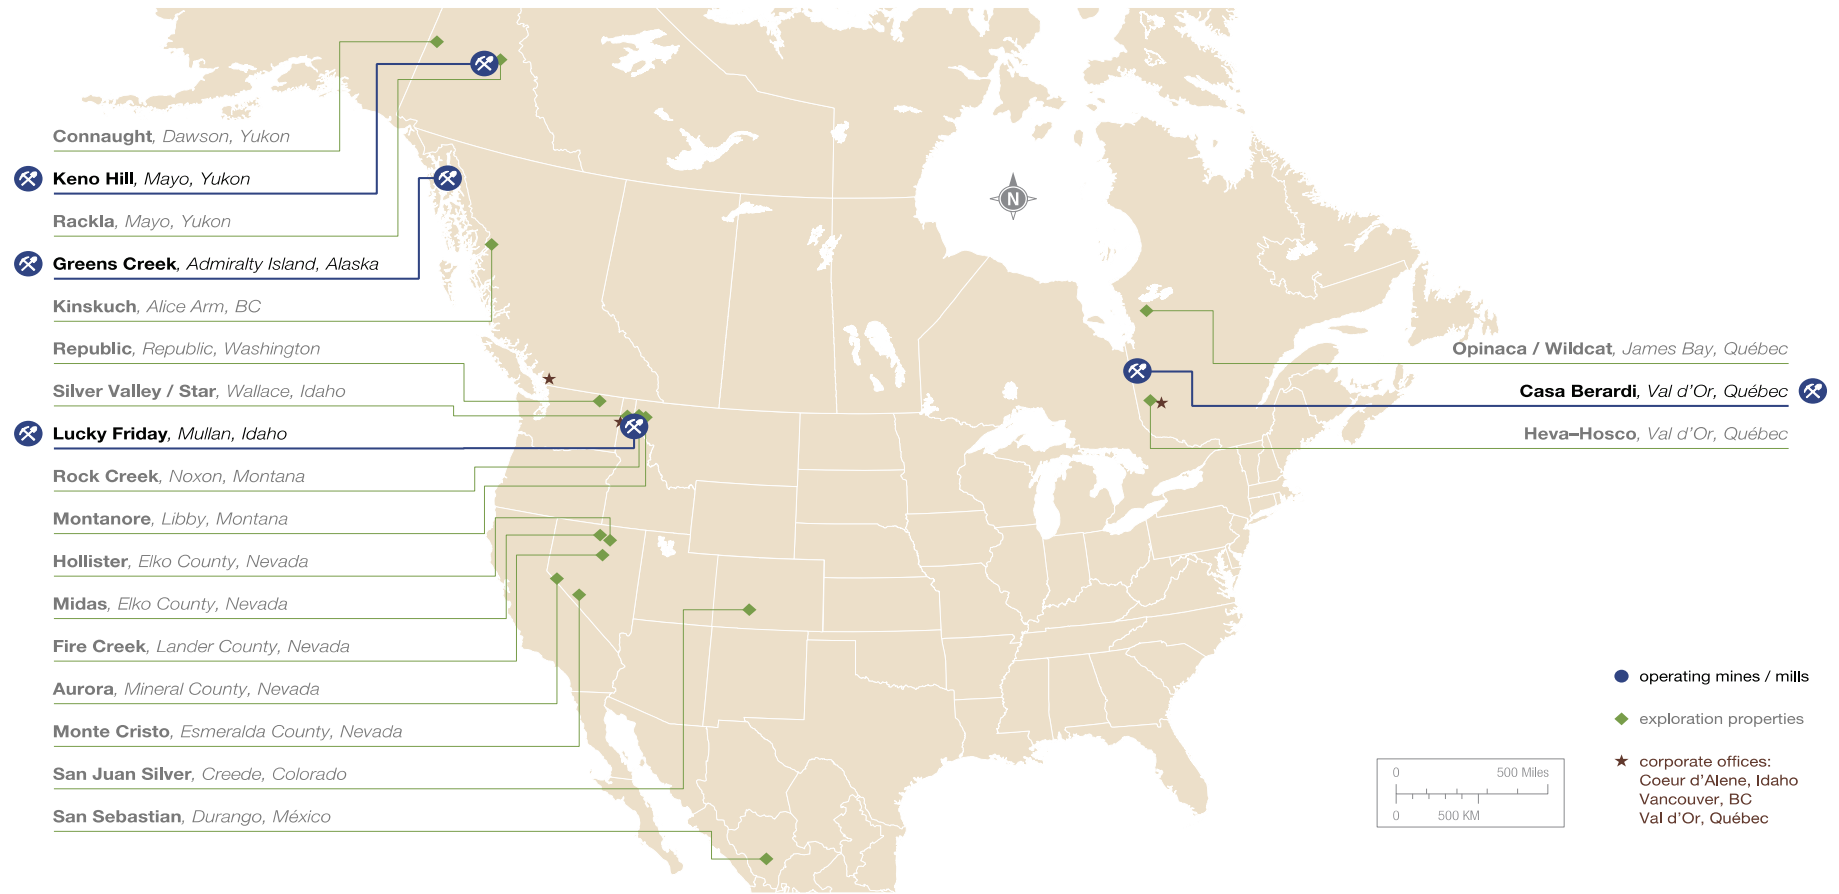 Connaught, Dawson, Yukon
Keno Hill, Mayo, Yukon
Rackla, Mayo, Yukon
Greens Creek, Admiralty Island, Alaska
Kinskuch, Alice Arm, BC
Republic, Republic, Washington
Silver Valley / Star, Wallace, Idaho
Lucky Friday, Mullan, Idaho
Rock Creek, Noxon, Montana
Montanore, Libby, Montana
Hollister, Elko County, Nevada
Midas, Elko County, Nevada
Fire Creek, Lander County, Nevada
Aurora, Mineral County, Nevada
Monte Cristo, Esmeralda County, Nevada
San Juan Silver, Creede, Colorado
San Sebastian, Durango, México
N
Opinaca / Wildcat, James Bay, Québec
Casa Berardi, Val d'Or, Québec
Heva–Hosco, Val d'Or, Québec
operating mines / mills
exploration properties
corporate offices:
Coeur d'Alene, Idaho
Vancouver, BC
Val d'Or, Québec
0 500 Miles
0 500 KM